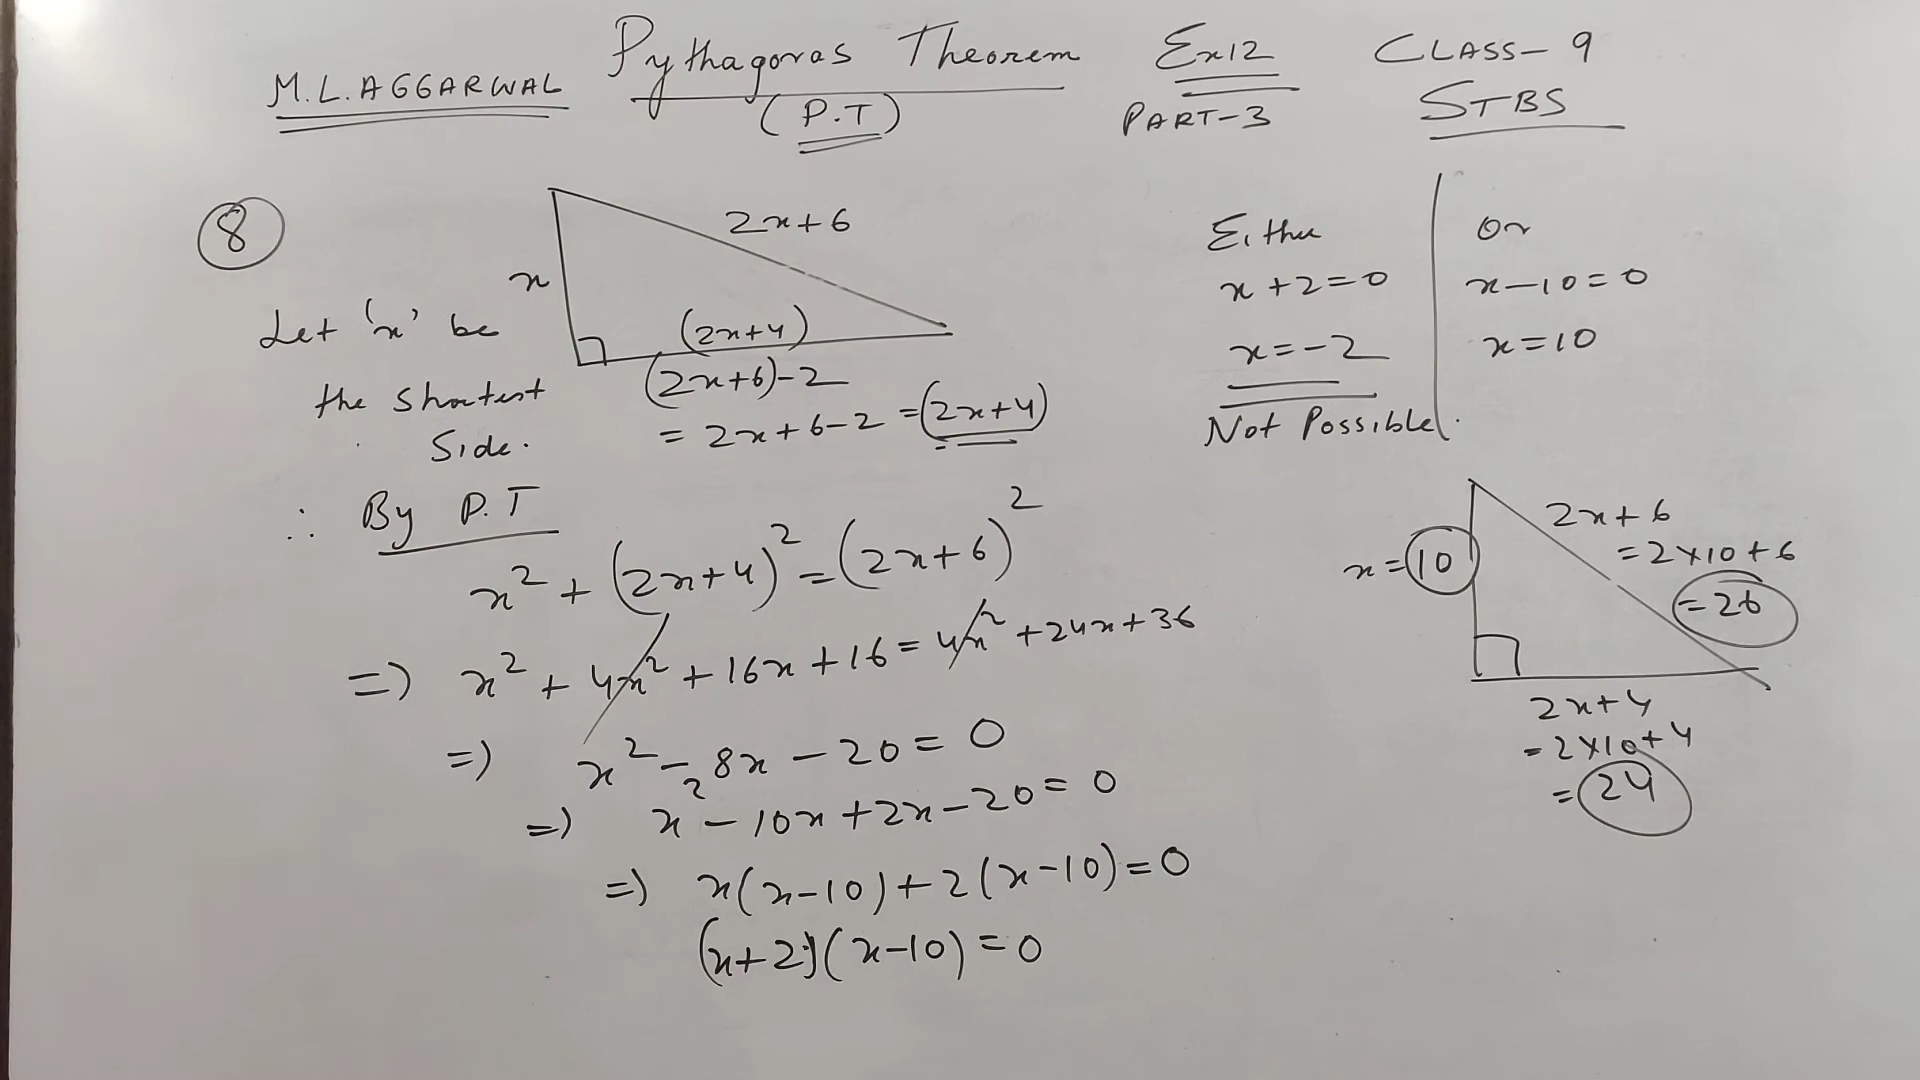 M.L.AGGARWAL Pythagoras Theorem Ex12 CLASS-9
(P.T) PART-3 STBS
8
2x+6
x
(2x+4)
Let 'x' be
the shortest
side.
(2x+6)-2
= 2x+6-2 = (2x+4)
∴ By P.T
x² + (2x+4)² = (2x+6)²
=) x² + 4x² + 16x + 16 = 4x² + 24x + 36
=) x² - 8x - 20 = 0
=) x² - 10x + 2x - 20 = 0
=) x(x-10) + 2(x-10) = 0
(x+2)(x-10) = 0
Either
x+2=0
x=-2
Not Possible.
Or
x-10=0
x=10
x=10
2x+6
=2×10+6
=26
2x+4
=2×10+4
=24